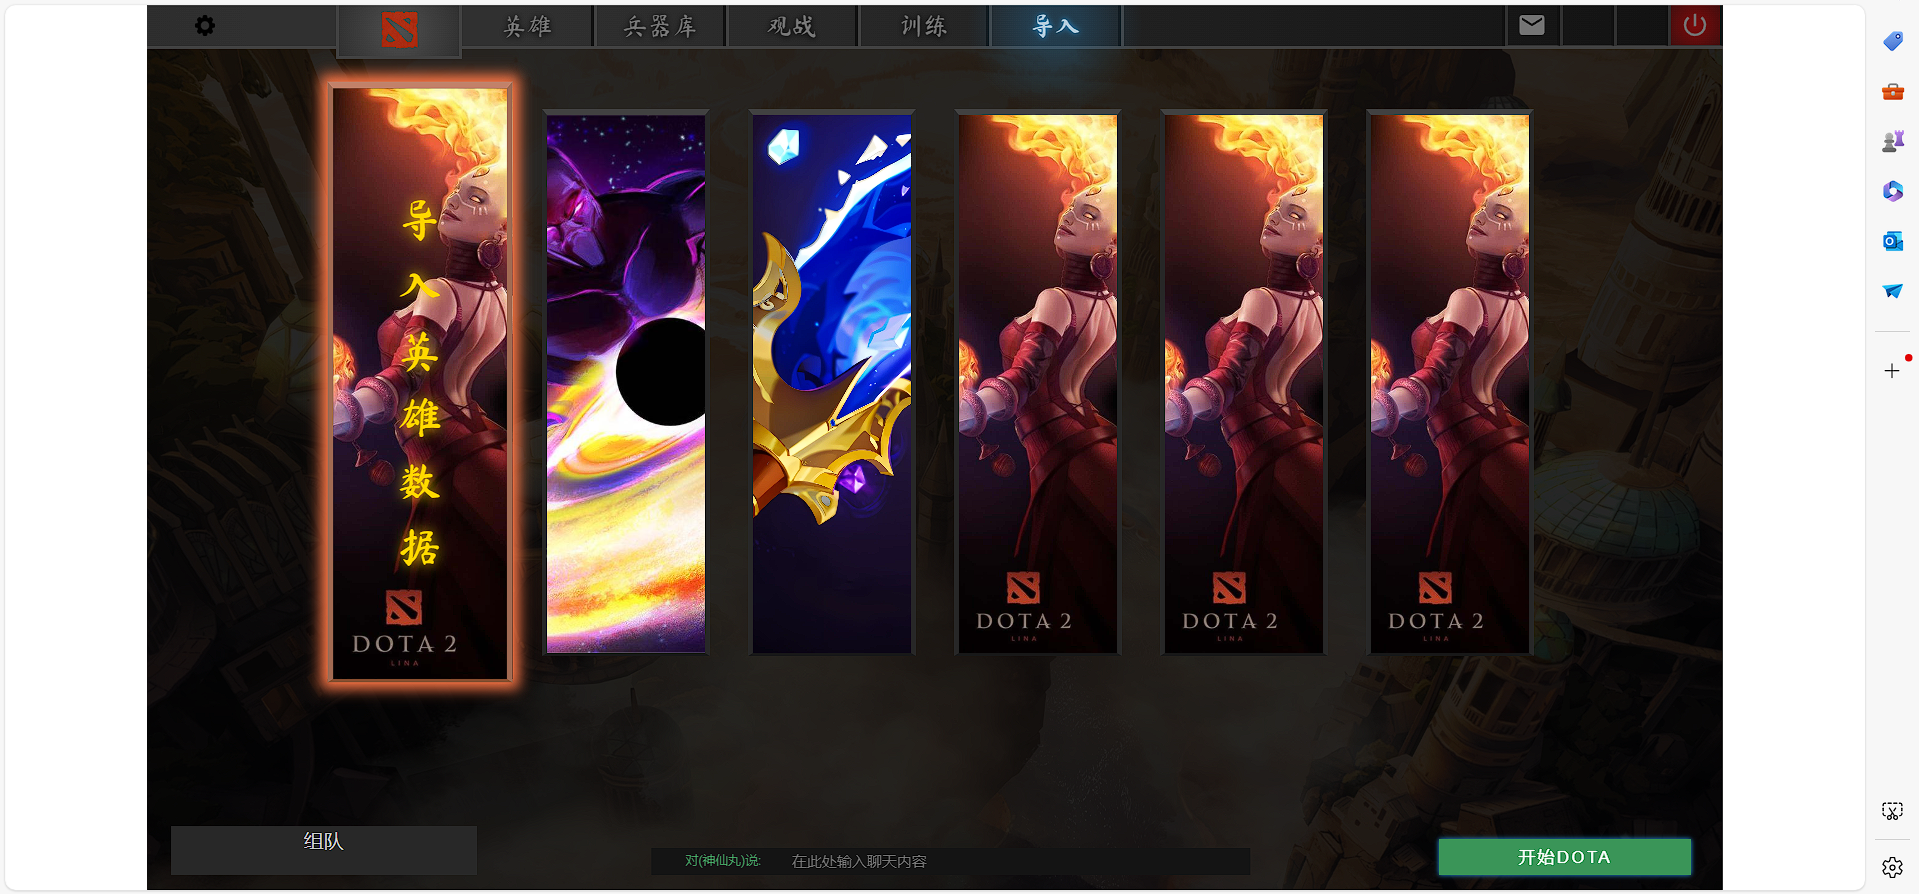 英雄
兵器库
观战
训练
导入
导入英雄数据
DOTA 2
LINA
DOTA 2
LINA
DOTA 2
LINA
DOTA 2
LINA
组队
对(神仙丸)说:
在此处输入聊天内容
开始DOTA